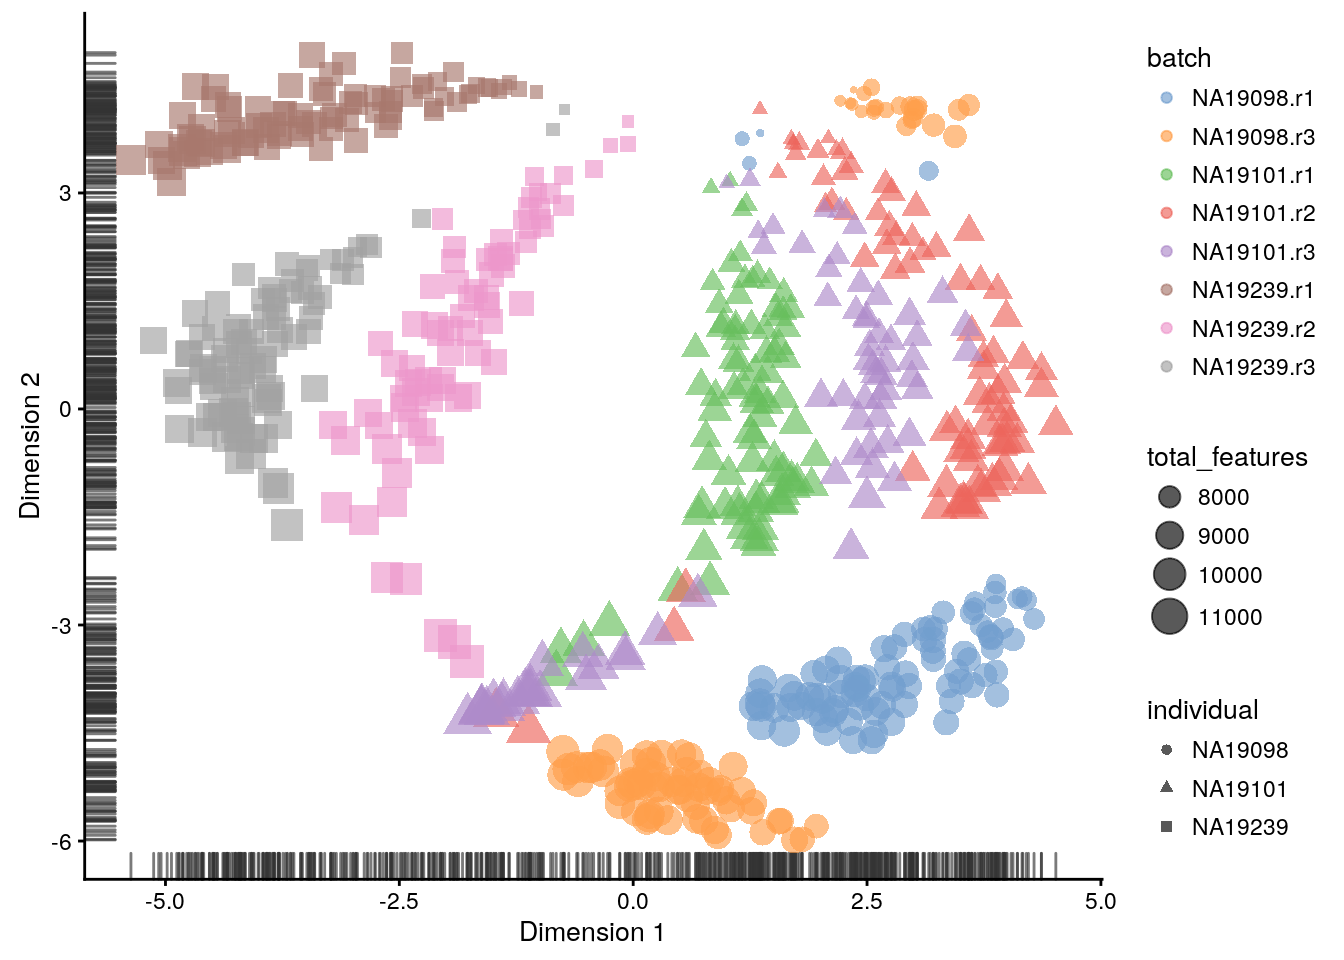 batch
NA19098.r1
NA19098.r3
NA19101.r1
NA19101.r2
NA19101.r3
NA19239.r1
NA19239.r2
NA19239.r3
total_features
8000
9000
10000
11000
individual
NA19098
NA19101
NA19239
Dimension 2
3
0
-3
-6
-5.0
-2.5
0.0
2.5
5.0
Dimension 1